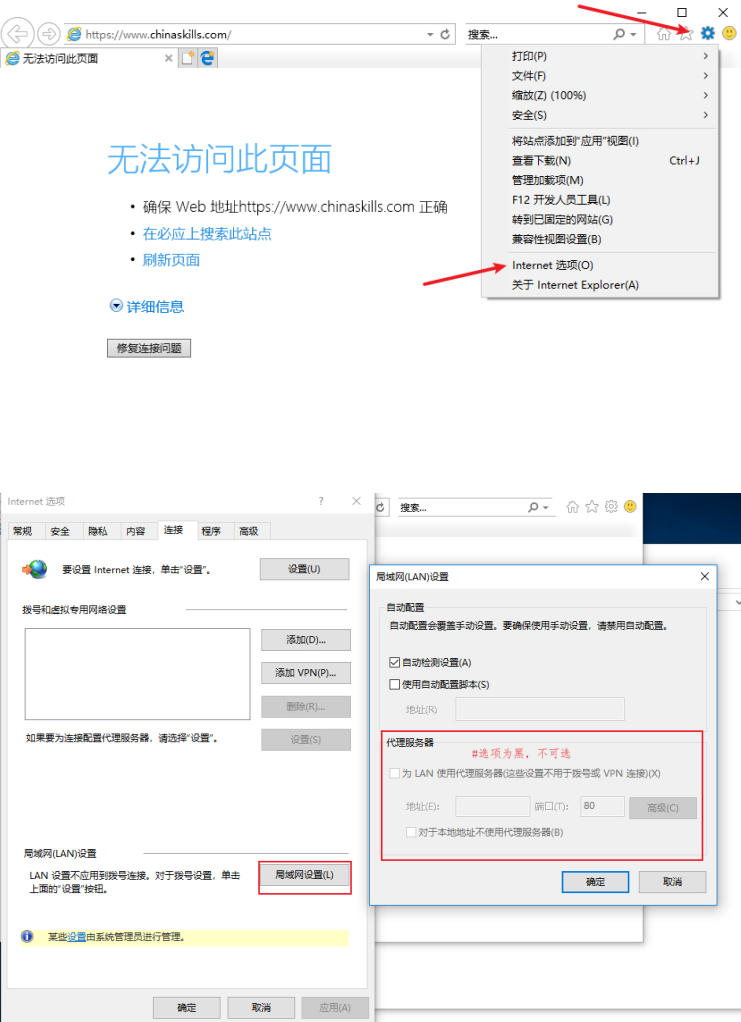 https://www.chinaskills.com/
搜索...
无法访问此页面
打印(P)
文件(F)
缩放(Z) (100%)
安全(S)
将站点添加到“应用”视图(I)
查看下载(N) Ctrl+J
管理加载项(M)
F12 开发人员工具(L)
转到已固定的网站(G)
兼容性视图设置(B)
Internet 选项(O)
关于 Internet Explorer(A)
无法访问此页面
• 确保 Web 地址https://www.chinaskills.com 正确
• 在必应上搜索此站点
• 刷新页面
详细信息
修复连接问题
Internet 选项
常规 安全 隐私 内容 连接 程序 高级
要设置 Internet 连接，单击“设置”。
设置(U)
拨号和虚拟专用网络设置
添加(D)...
添加 VPN(P)...
删除(R)...
如果要为连接配置代理服务器，请选择“设置”。
设置(S)
局域网(LAN)设置
LAN 设置不应用到拨号连接。对于拨号设置，单击
上面的“设置”按钮。
局域网设置(L)
某些设置由系统管理员进行管理。
确定 取消 应用(A)
搜索...
局域网(LAN)设置
自动配置
自动配置会覆盖手动设置。要确保使用手动设置，请禁用自动配置。
自动检测设置(A)
使用自动配置脚本(S)
地址(R)
代理服务器
#选项为黑，不可选
为 LAN 使用代理服务器(这些设置不用于拨号或 VPN 连接)(X)
地址(E): 端口(T): 80 高级(C)
对于本地地址不使用代理服务器(B)
确定 取消